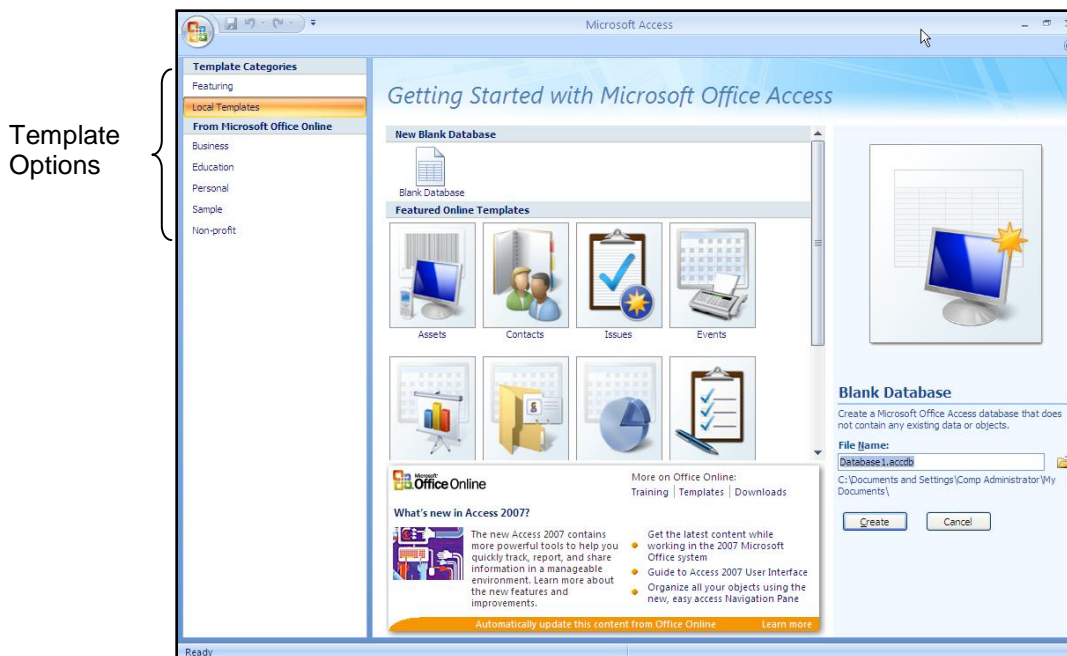 Microsoft Access
Template Options
Template Categories
Featuring
Local Templates
From Microsoft Office Online
Business
Education
Personal
Sample
Non-profit
Getting Started with Microsoft Office Access
New Blank Database
Blank Database
Featured Online Templates
Assets
Contacts
Issues
Events
Microsoft
Office Online
More on Office Online:
Training | Templates | Downloads
What's new in Access 2007?
The new Access 2007 contains
more powerful tools to help you
quickly track, report, and share
information in a manageable
environment. Learn more about
the new features and
improvements.
Get the latest content while
working in the 2007 Microsoft
Office system
Guide to Access 2007 User Interface
Organize all your objects using the
new, easy access Navigation Pane
Automatically update this content from Office Online
Learn more
Blank Database
Create a Microsoft Office Access database that does
not contain any existing data or objects.
File Name:
Database1.accdb
C:\Documents and Settings\Comp Administrator\My
Documents\
Create
Cancel
Ready